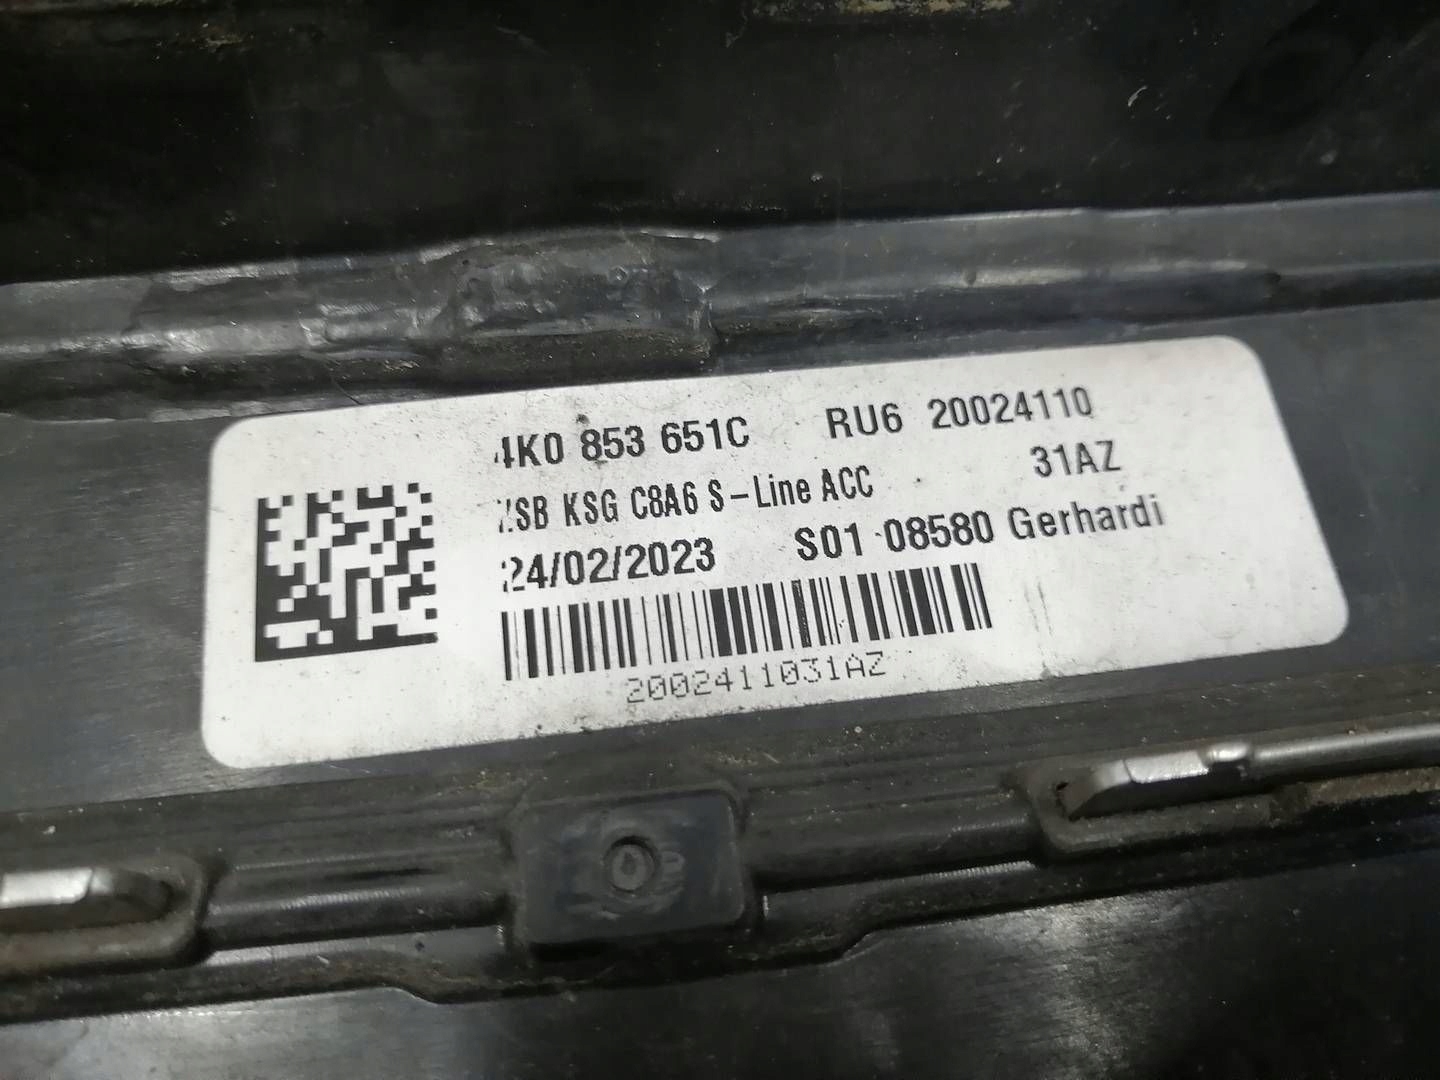 4K0 853 651C RU6 20024110
ZSB KSG C8A6 S-Line ACC 31AZ
24/02/2023 S01 08580 Gerhardi
2002411031AZ